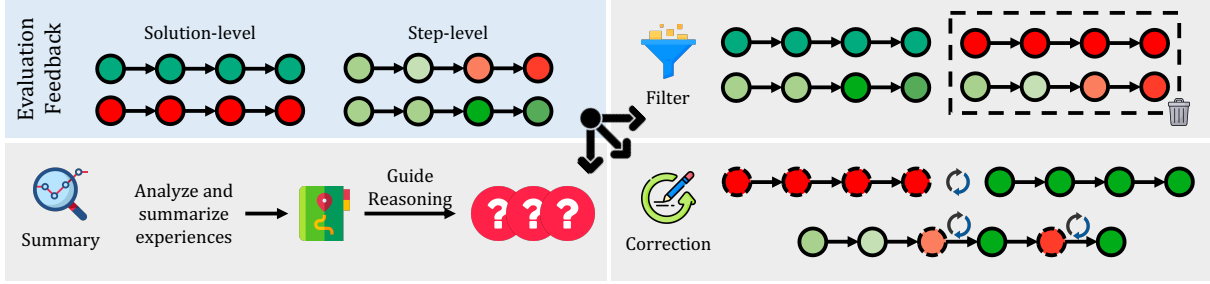 Evaluation
Feedback
Solution-level
Step-level
Filter
Summary
Analyze and
summarize
experiences
Guide
Reasoning
? ? ?
Correction